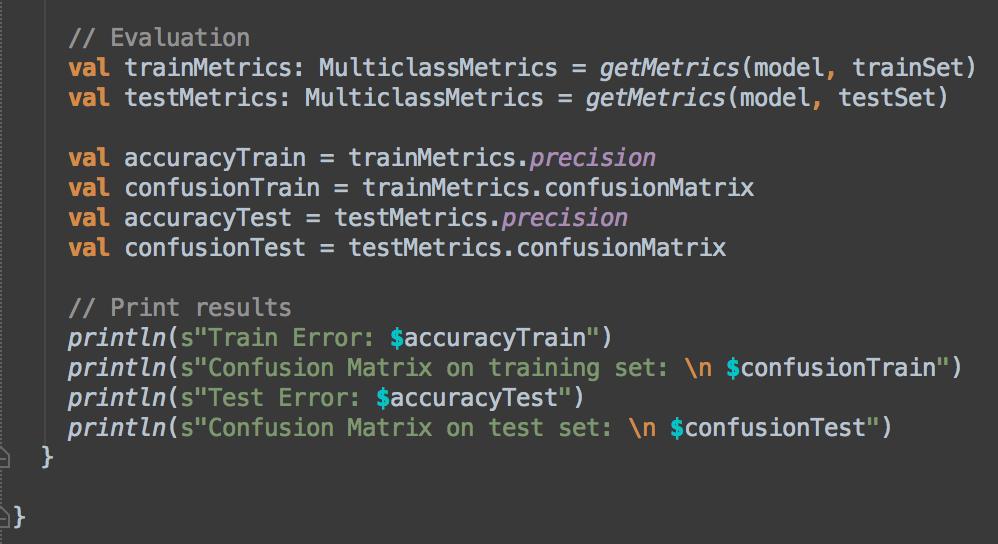 // Evaluation
val trainMetrics: MulticlassMetrics = getMetrics(model, trainSet)
val testMetrics: MulticlassMetrics = getMetrics(model, testSet)
val accuracyTrain = trainMetrics.precision
val confusionTrain = trainMetrics.confusionMatrix
val accuracyTest = testMetrics.precision
val confusionTest = testMetrics.confusionMatrix
// Print results
println(s"Train Error: $accuracyTrain")
println(s"Confusion Matrix on training set: \n $confusionTrain")
println(s"Test Error: $accuracyTest")
println(s"Confusion Matrix on test set: \n $confusionTest")
}
}